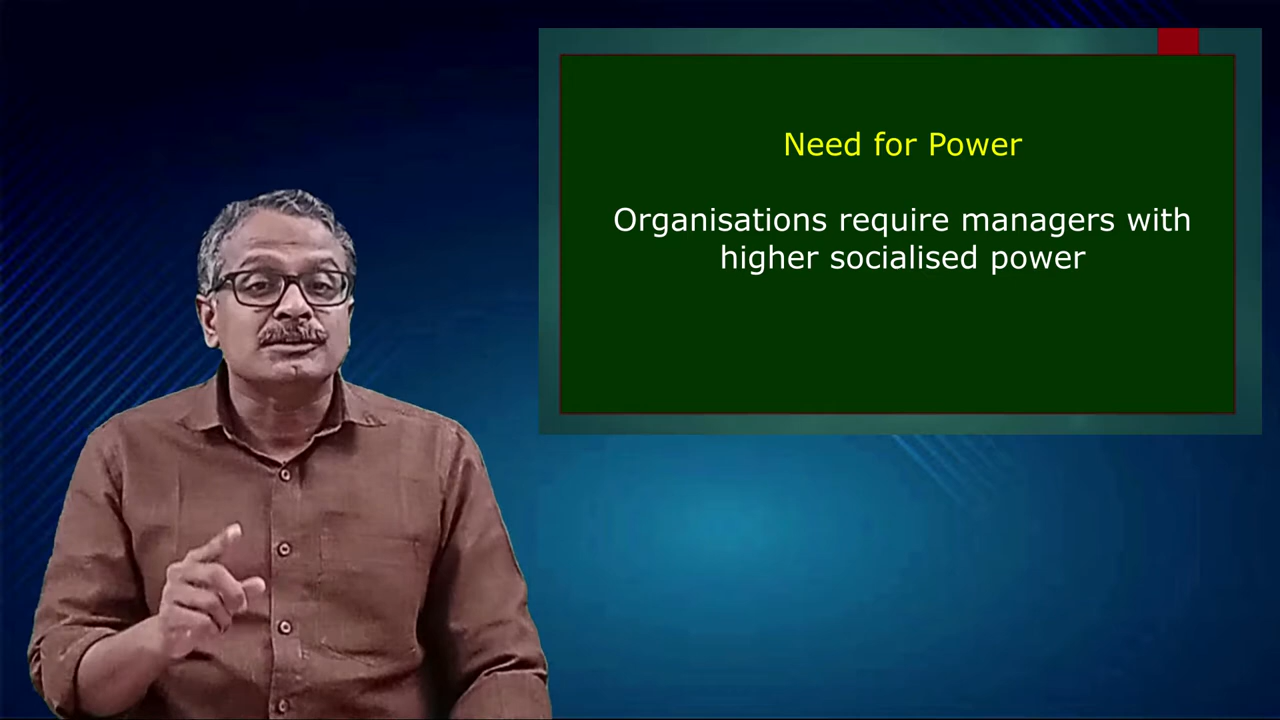 Need for Power
Organisations require managers with
higher socialised power